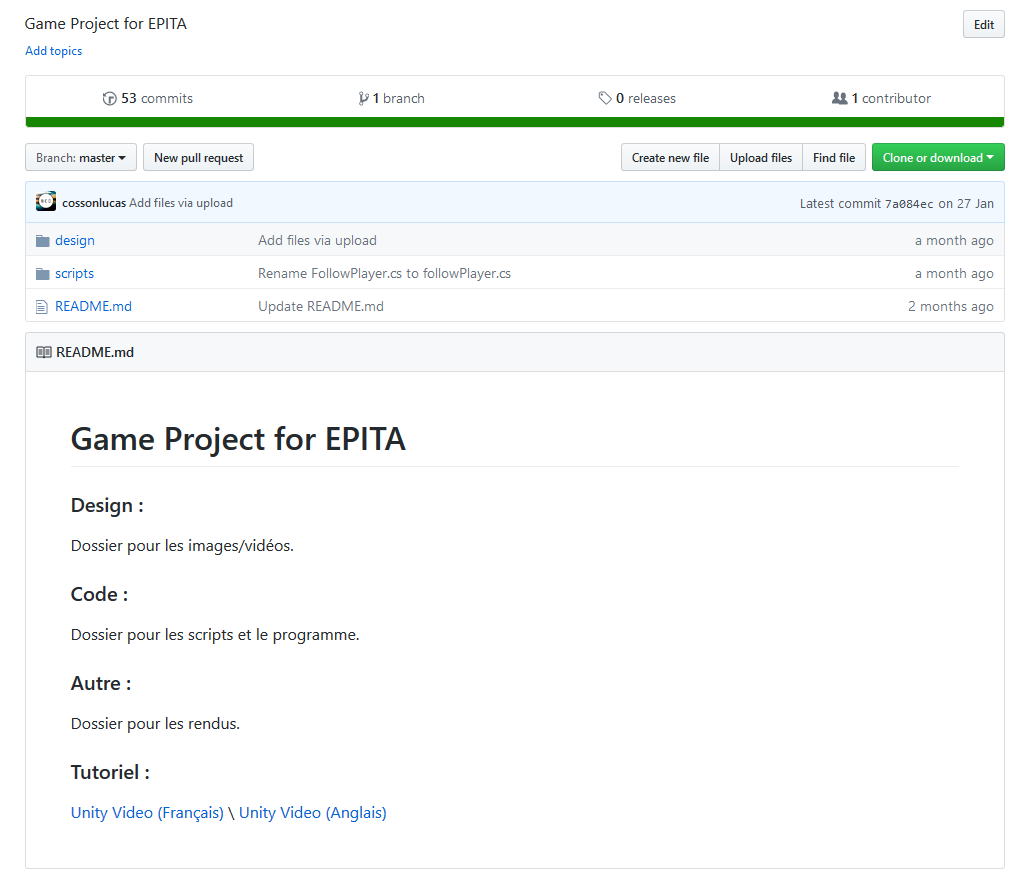 Game Project for EPITA Edit
Add topics
53 commits 1 branch 0 releases 1 contributor
Branch: master New pull request Create new file Upload files Find file Clone or download
cossonlucas Add files via upload Latest commit 7a084ec on 27 Jan
design Add files via upload a month ago
scripts Rename FollowPlayer.cs to followPlayer.cs a month ago
README.md Update README.md 2 months ago
README.md
Game Project for EPITA
Design :
Dossier pour les images/vidéos.
Code :
Dossier pour les scripts et le programme.
Autre :
Dossier pour les rendus.
Tutoriel :
Unity Video (Français) \ Unity Video (Anglais)